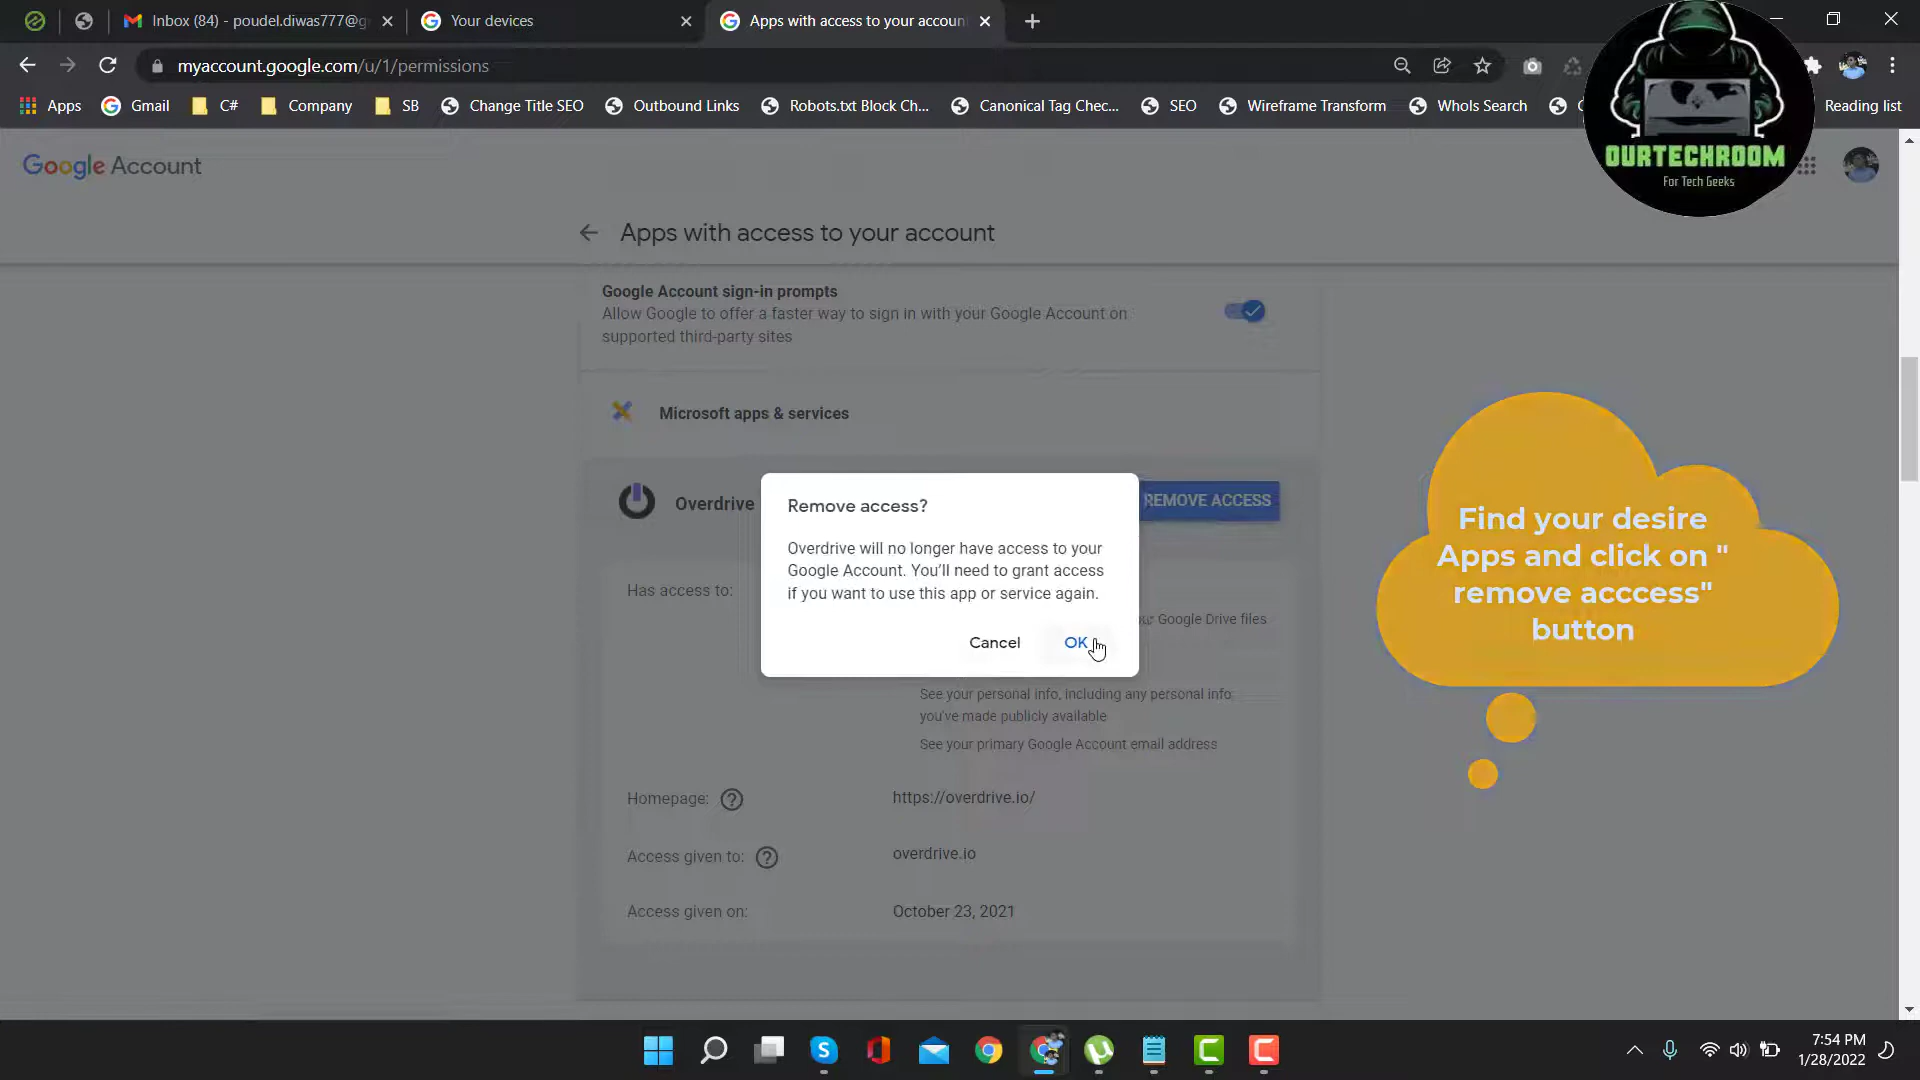 Inbox (84) - poudel.diwas777@g
Your devices
Apps with access to your accoun
myaccount.google.com/u/1/permissions
Apps
Gmail
C#
Company
SB
Change Title SEO
Outbound Links
Robots.txt Block Ch...
Canonical Tag Chec...
SEO
Wireframe Transform
WhoIs Search
Reading list
OURTECHROOM
For Tech Geeks
Google Account
Apps with access to your account
Google Account sign-in prompts
Allow Google to offer a faster way to sign in with your Google Account on
supported third-party sites
Microsoft apps & services
Overdrive
REMOVE ACCESS
Remove access?
Overdrive will no longer have access to your
Google Account. You'll need to grant access
if you want to use this app or service again.
Cancel
OK
Has access to:
Google Drive files
See your personal info, including any personal info
you've made publicly available
See your primary Google Account email address
Homepage:
https://overdrive.io/
Access given to:
overdrive.io
Access given on:
October 23, 2021
Find your desire
Apps and click on "
remove acccess"
button
7:54 PM
1/28/2022